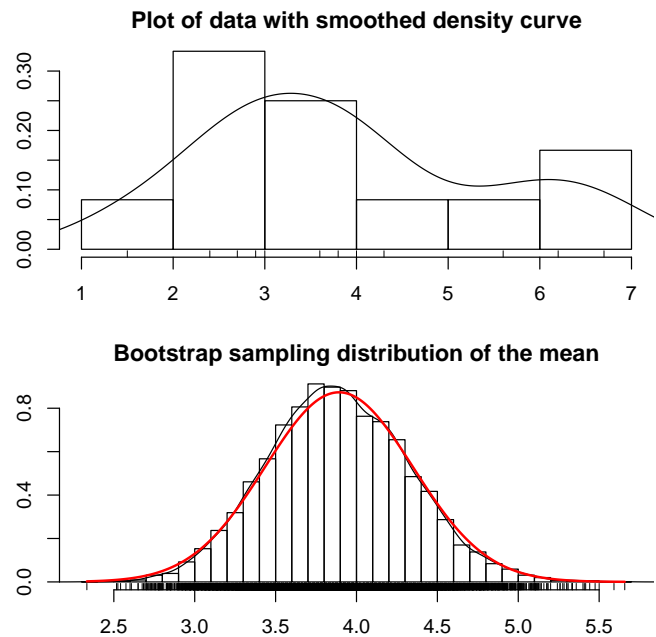 Plot of data with smoothed density curve
0.30
0.20
0.10
0.00
1 2 3 4 5 6 7
Bootstrap sampling distribution of the mean
0.8
0.4
0.0
2.5 3.0 3.5 4.0 4.5 5.0 5.5